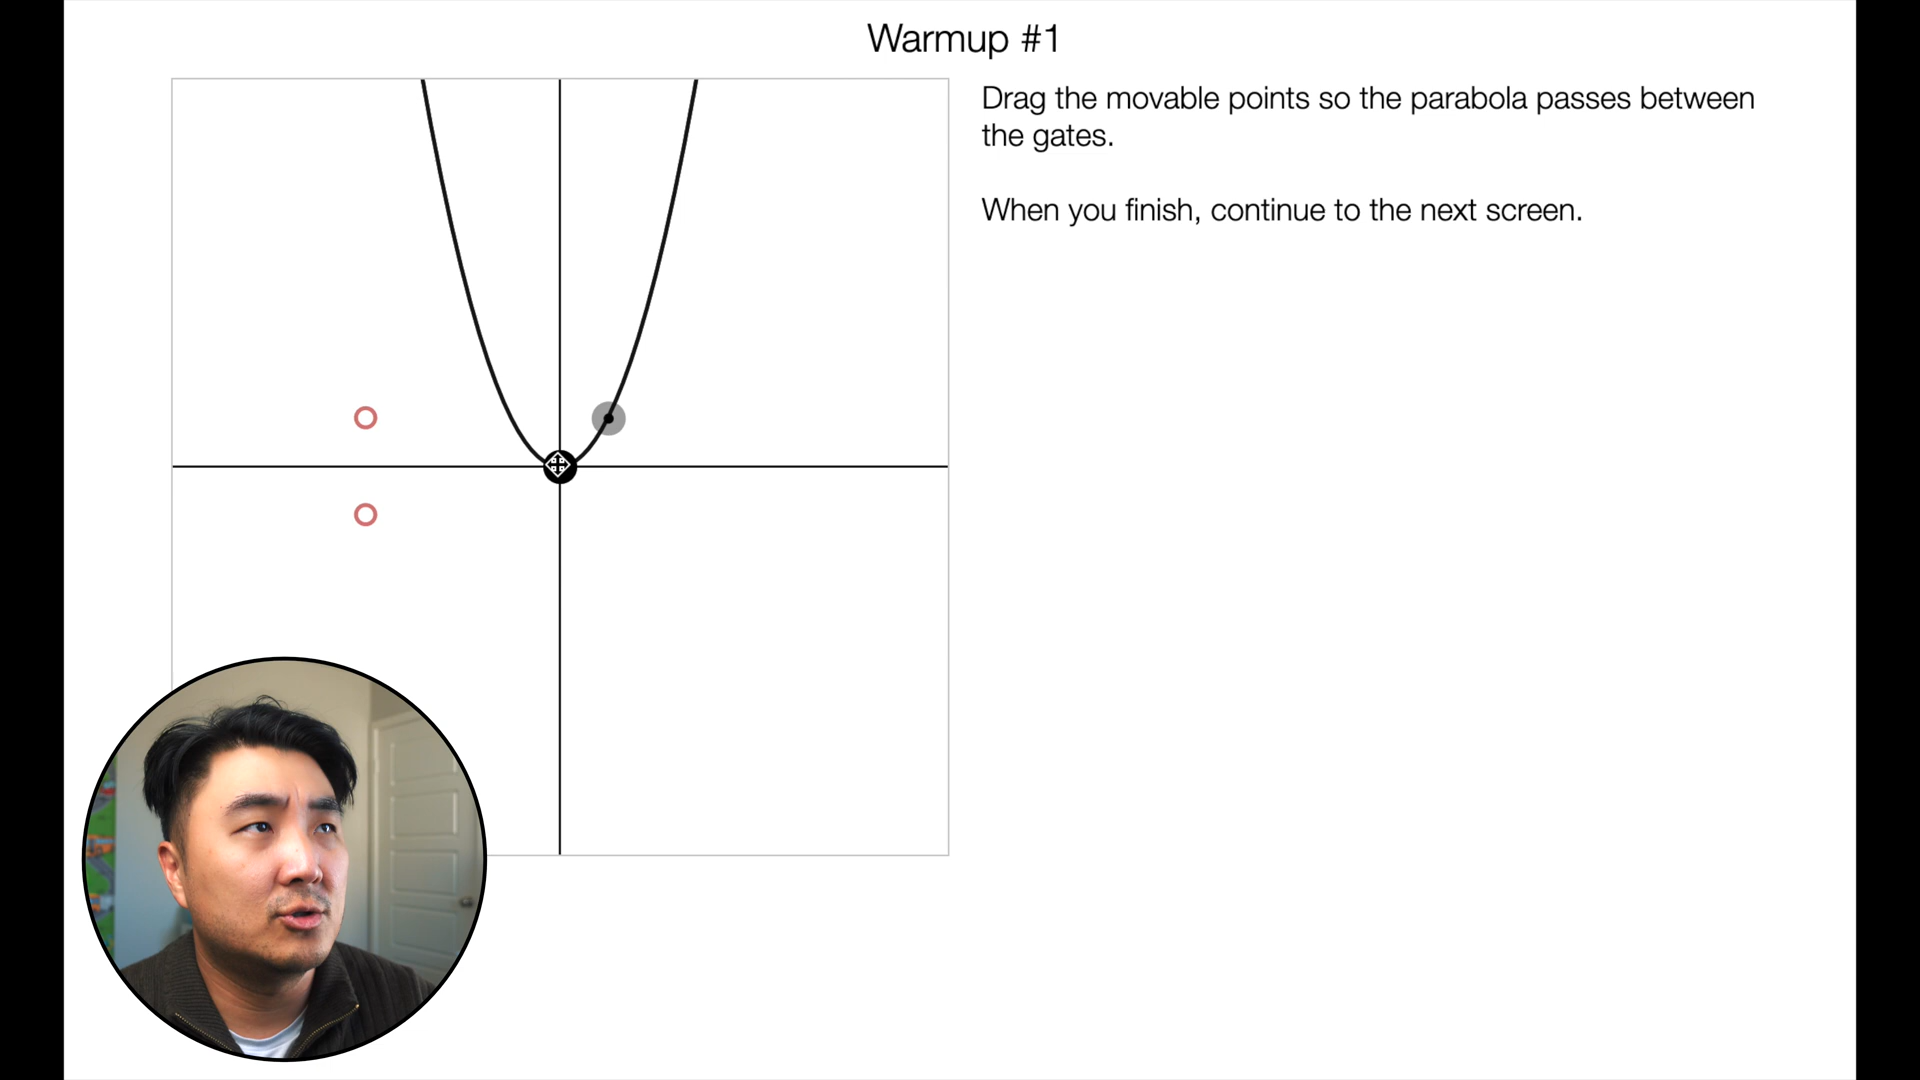 Warmup #1
Drag the movable points so the parabola passes between
the gates.
When you finish, continue to the next screen.